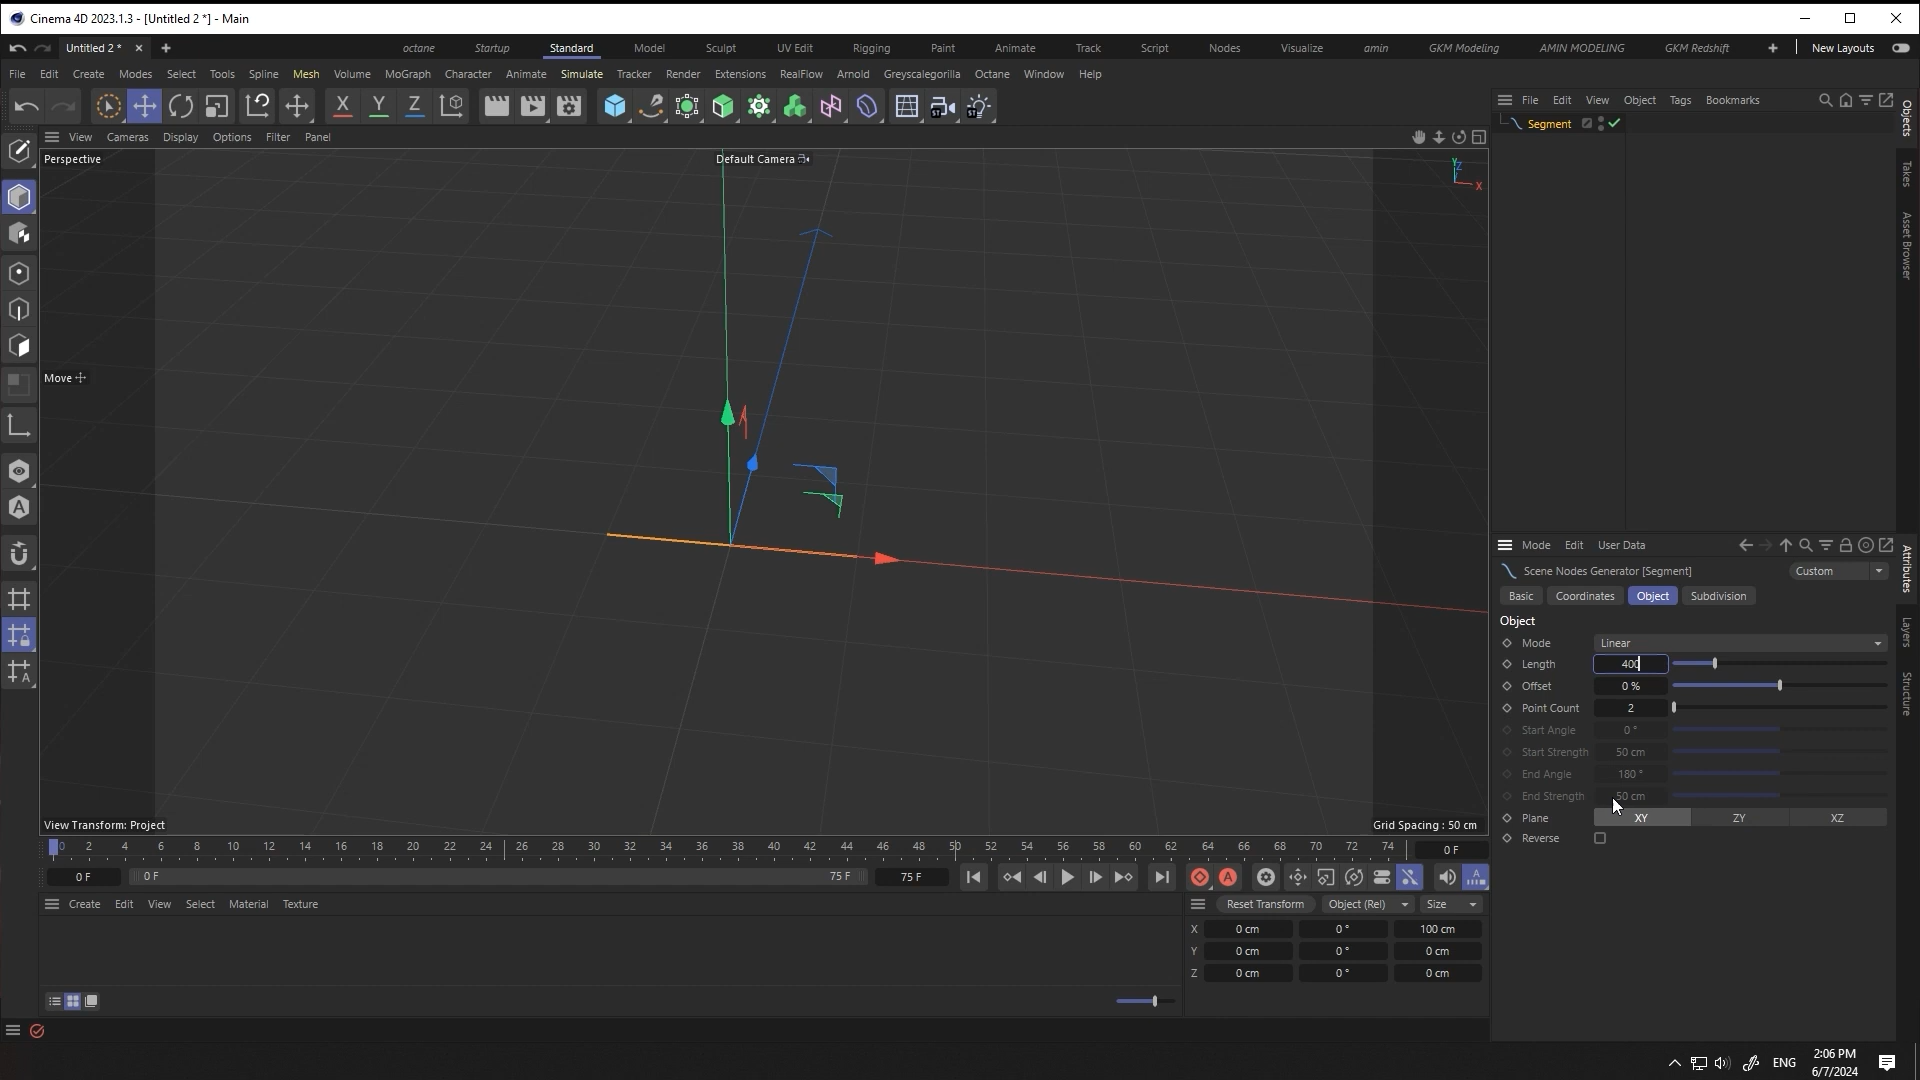 Cinema 4D 2023.1.3 - [Untitled 2 *] - Main
Untitled 2 *
octane Startup Standard Model Sculpt UV Edit Rigging Paint Animate Track Script Nodes Visualize amin GKM Modeling AMIN MODELING GKM Redshift New Layouts
File Edit Create Modes Select Tools Spline Mesh Volume MoGraph Character Animate Simulate Tracker Render Extensions RealFlow Arnold Greyscalegorilla Octane Window Help
X Y Z
File Edit View Object Tags Bookmarks
View Cameras Display Options Filter Panel
Perspective
Default Camera
Y Z X
Segment
Objects
Takes
Asset Browser
Move
View Transform: Project
Grid Spacing : 50 cm
Mode Edit User Data
Scene Nodes Generator [Segment]
Custom
Basic Coordinates Object Subdivision
Object
Mode Linear
Length 400
Offset 0 %
Point Count 2
Start Angle 0 °
Start Strength 50 cm
End Angle 180 °
End Strength 50 cm
Plane XY ZY XZ
Reverse
Attributes
Layers
Structure
0 2 4 6 8 10 12 14 16 18 20 22 24 26 28 30 32 34 36 38 40 42 44 46 48 50 52 54 56 58 60 62 64 66 68 70 72 74 0 F
0 F 0 F 75 F 75 F
Create Edit View Select Material Texture
Reset Transform Object (Rel) Size
X 0 cm 0 ° 100 cm
Y 0 cm 0 ° 0 cm
Z 0 cm 0 ° 0 cm
ENG
2:06 PM
6/7/2024